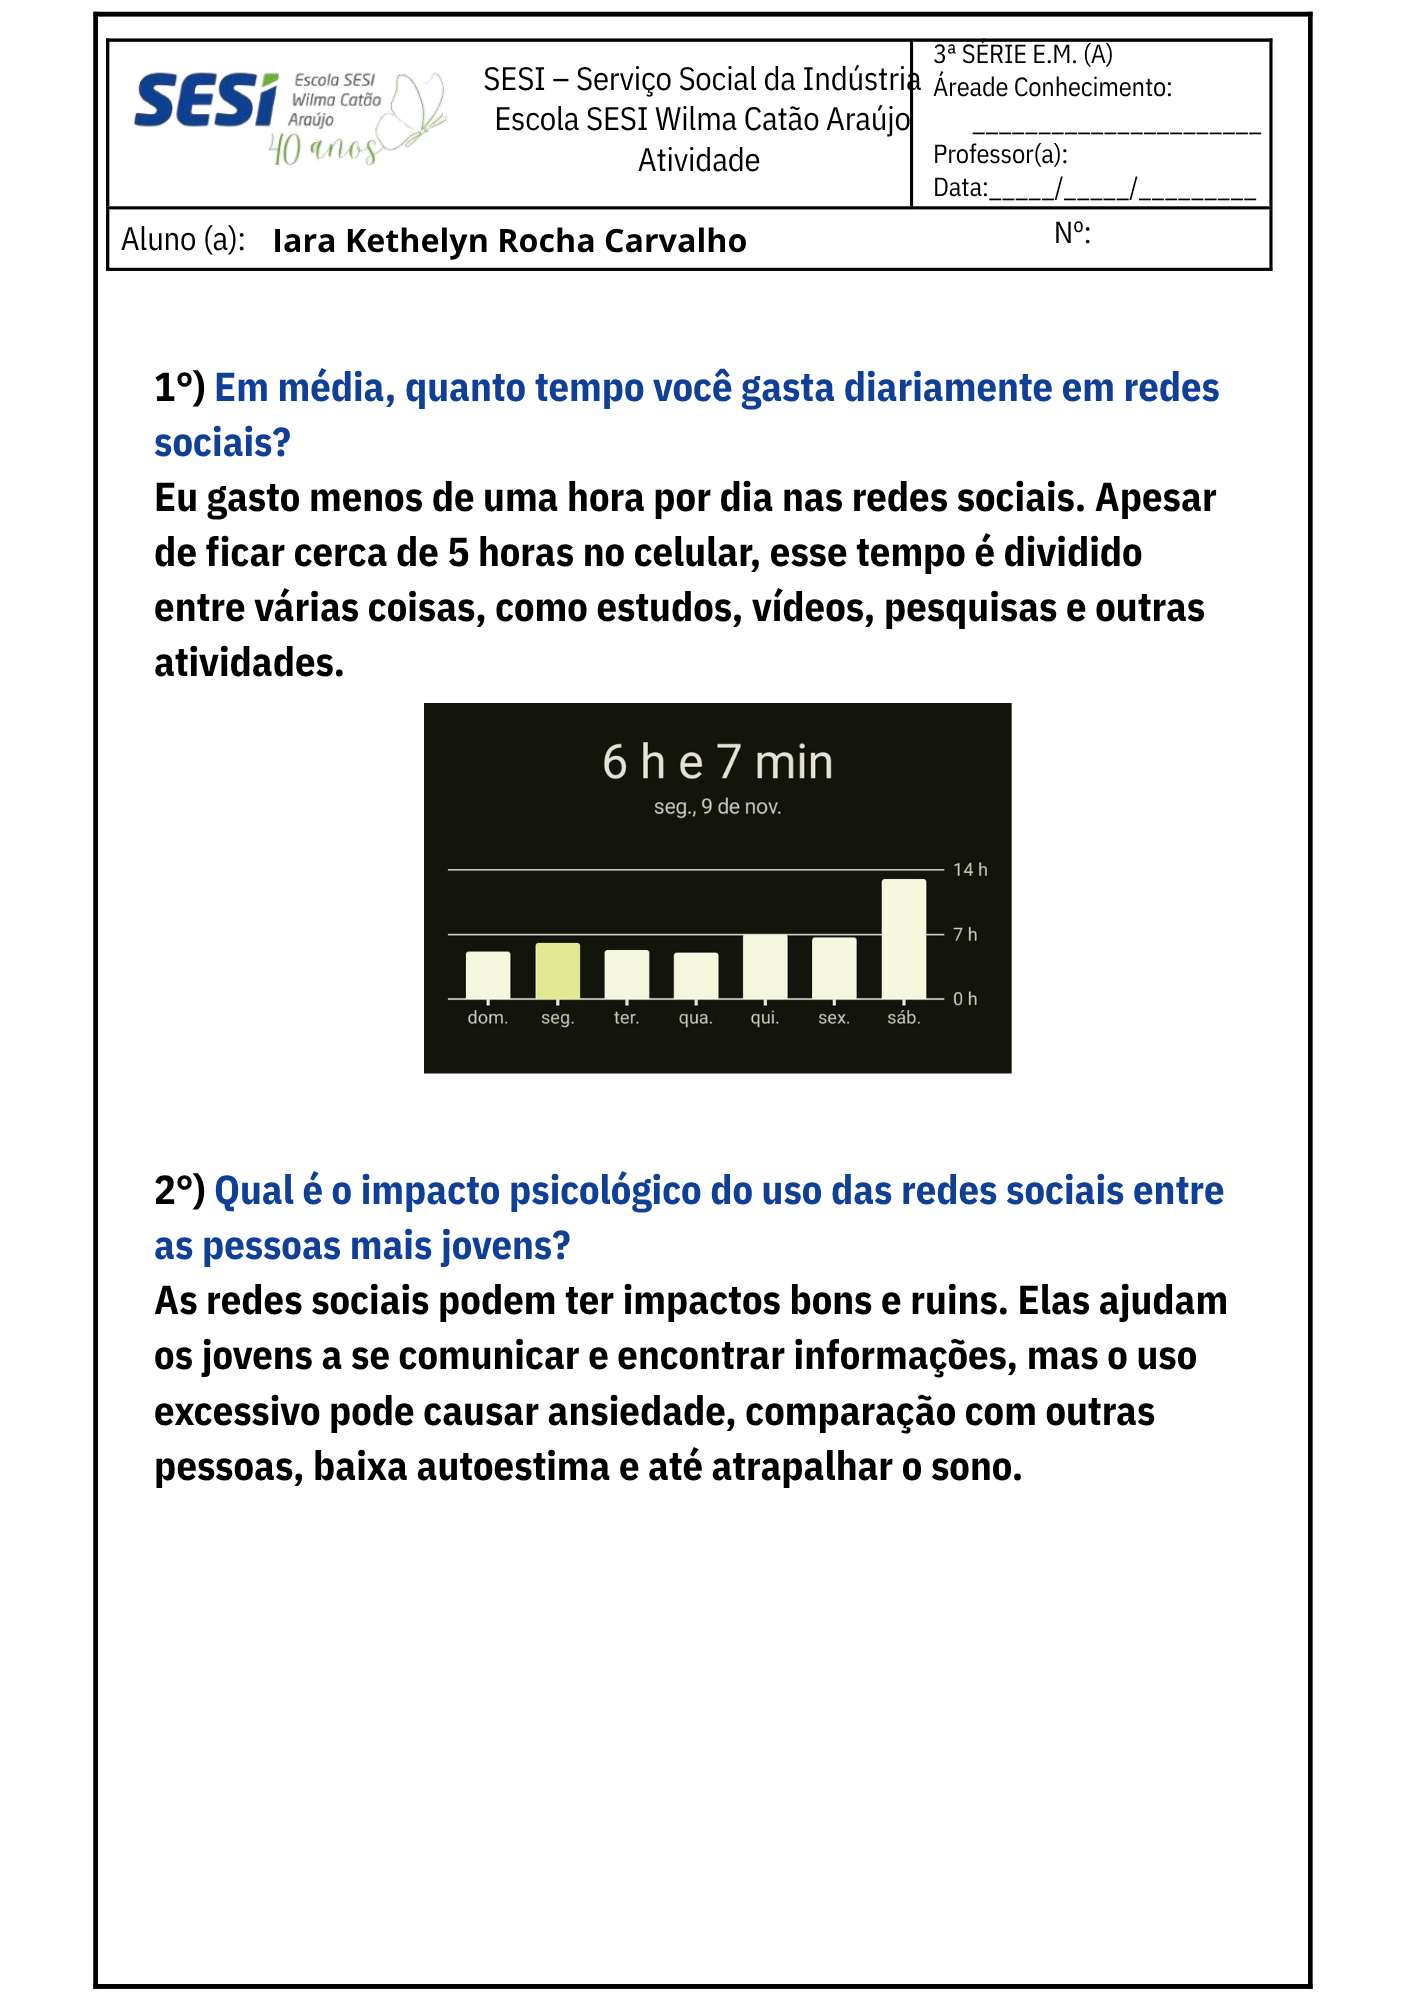 SESI
Escola SESI
Wilma Catão
Araújo
40 anos
SESI – Serviço Social da Indústria
Escola SESI Wilma Catão Araújo
Atividade
3ª SÉRIE E.M. (A)
Áreade Conhecimento:
______________________
Professor(a):
Data:_____/_____/_________
Aluno (a): Iara Kethelyn Rocha Carvalho
Nº:
1°) Em média, quanto tempo você gasta diariamente em redes
sociais?
Eu gasto menos de uma hora por dia nas redes sociais. Apesar
de ficar cerca de 5 horas no celular, esse tempo é dividido
entre várias coisas, como estudos, vídeos, pesquisas e outras
atividades.
6 h e 7 min
seg., 9 de nov.
14 h
7 h
0 h
dom. seg. ter. qua. qui. sex. sáb.
2°) Qual é o impacto psicológico do uso das redes sociais entre
as pessoas mais jovens?
As redes sociais podem ter impactos bons e ruins. Elas ajudam
os jovens a se comunicar e encontrar informações, mas o uso
excessivo pode causar ansiedade, comparação com outras
pessoas, baixa autoestima e até atrapalhar o sono.